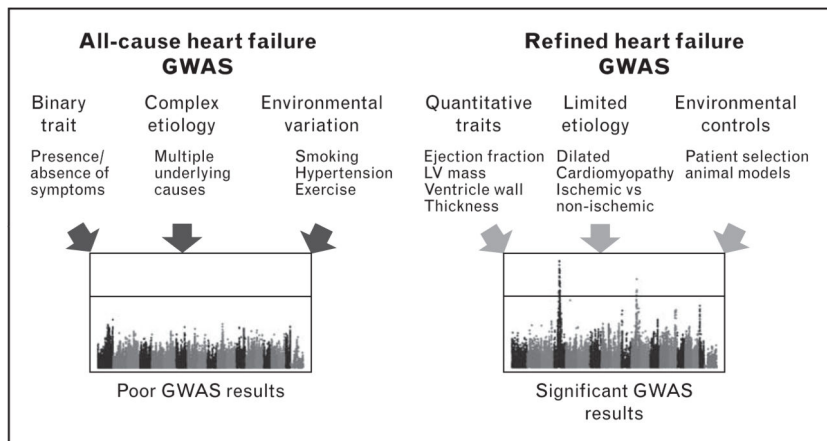 All-cause heart failure
GWAS
Binary
trait
Complex
etiology
Environmental
variation
Presence/
absence of
symptoms
Multiple
underlying
causes
Smoking
Hypertension
Exercise
Poor GWAS results
Refined heart failure
GWAS
Quantitative
traits
Limited
etiology
Environmental
controls
Ejection fraction
LV mass
Ventricle wall
Thickness
Dilated
Cardiomyopathy
Ischemic vs
non-ischemic
Patient selection
animal models
Significant GWAS
results